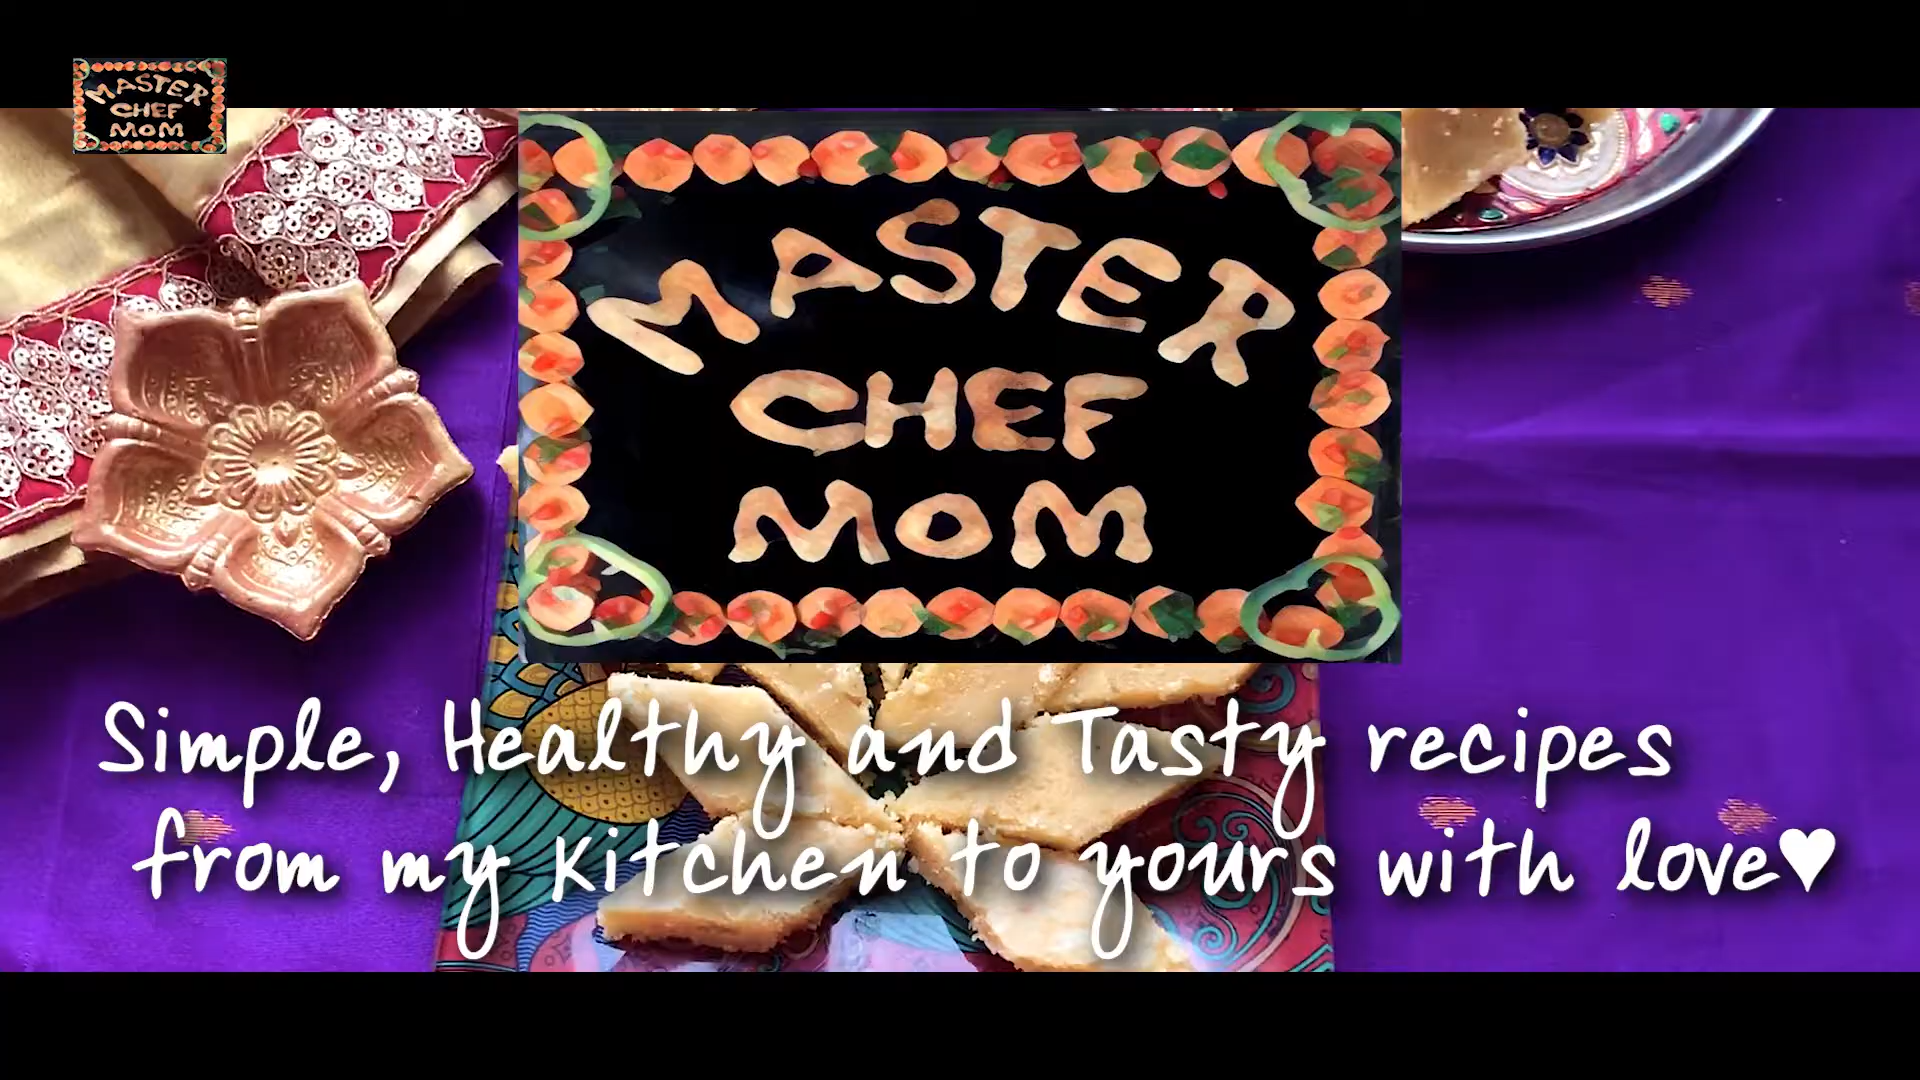 MASTER
CHEF
MOM
MASTER
CHEF
MOM
Simple, Healthy and Tasty recipes
from my kitchen to yours with love♥